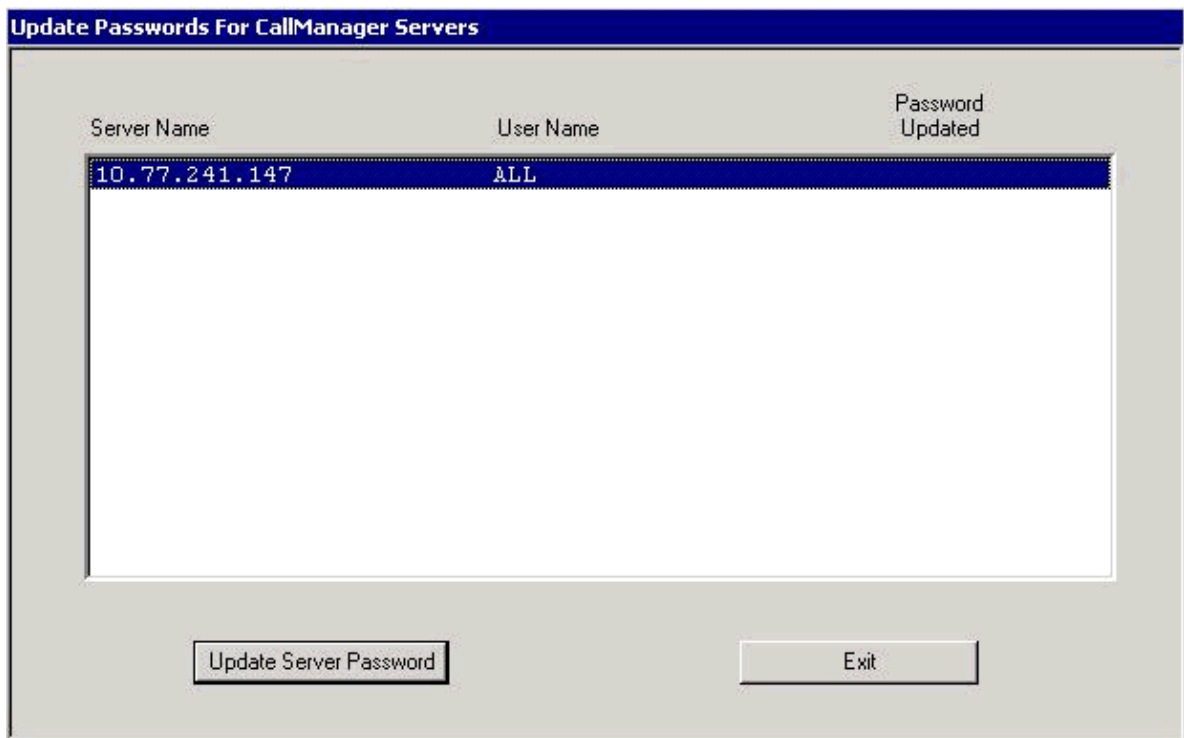 Update Passwords For CallManager Servers
Server Name User Name Password Updated
10.77.241.147 ALL
Update Server Password Exit